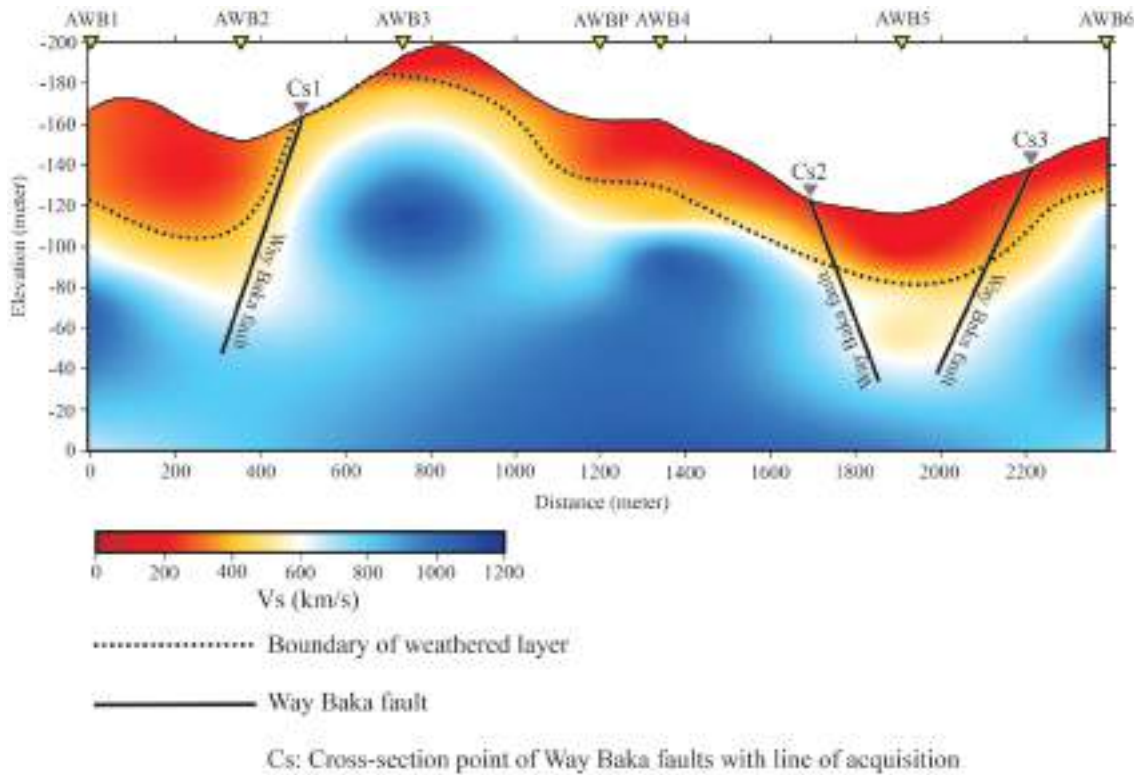 AWB1 AWB2 AWB3 AWBP AWB4 AWB5 AWB6
-200
-180
-160
-140
-120
-100
-80
-60
-40
-20
0
Elevation (meter)
Cs1
Cs2
Cs3
Way Baka fault
Way Baka fault
Way Baka fault
0 200 400 600 800 1000 1200 1400 1600 1800 2000 2200
Distance (meter)
0 200 400 600 800 1000 1200
Vs (km/s)
Boundary of weathered layer
Way Baka fault
Cs: Cross-section point of Way Baka faults with line of acquisition